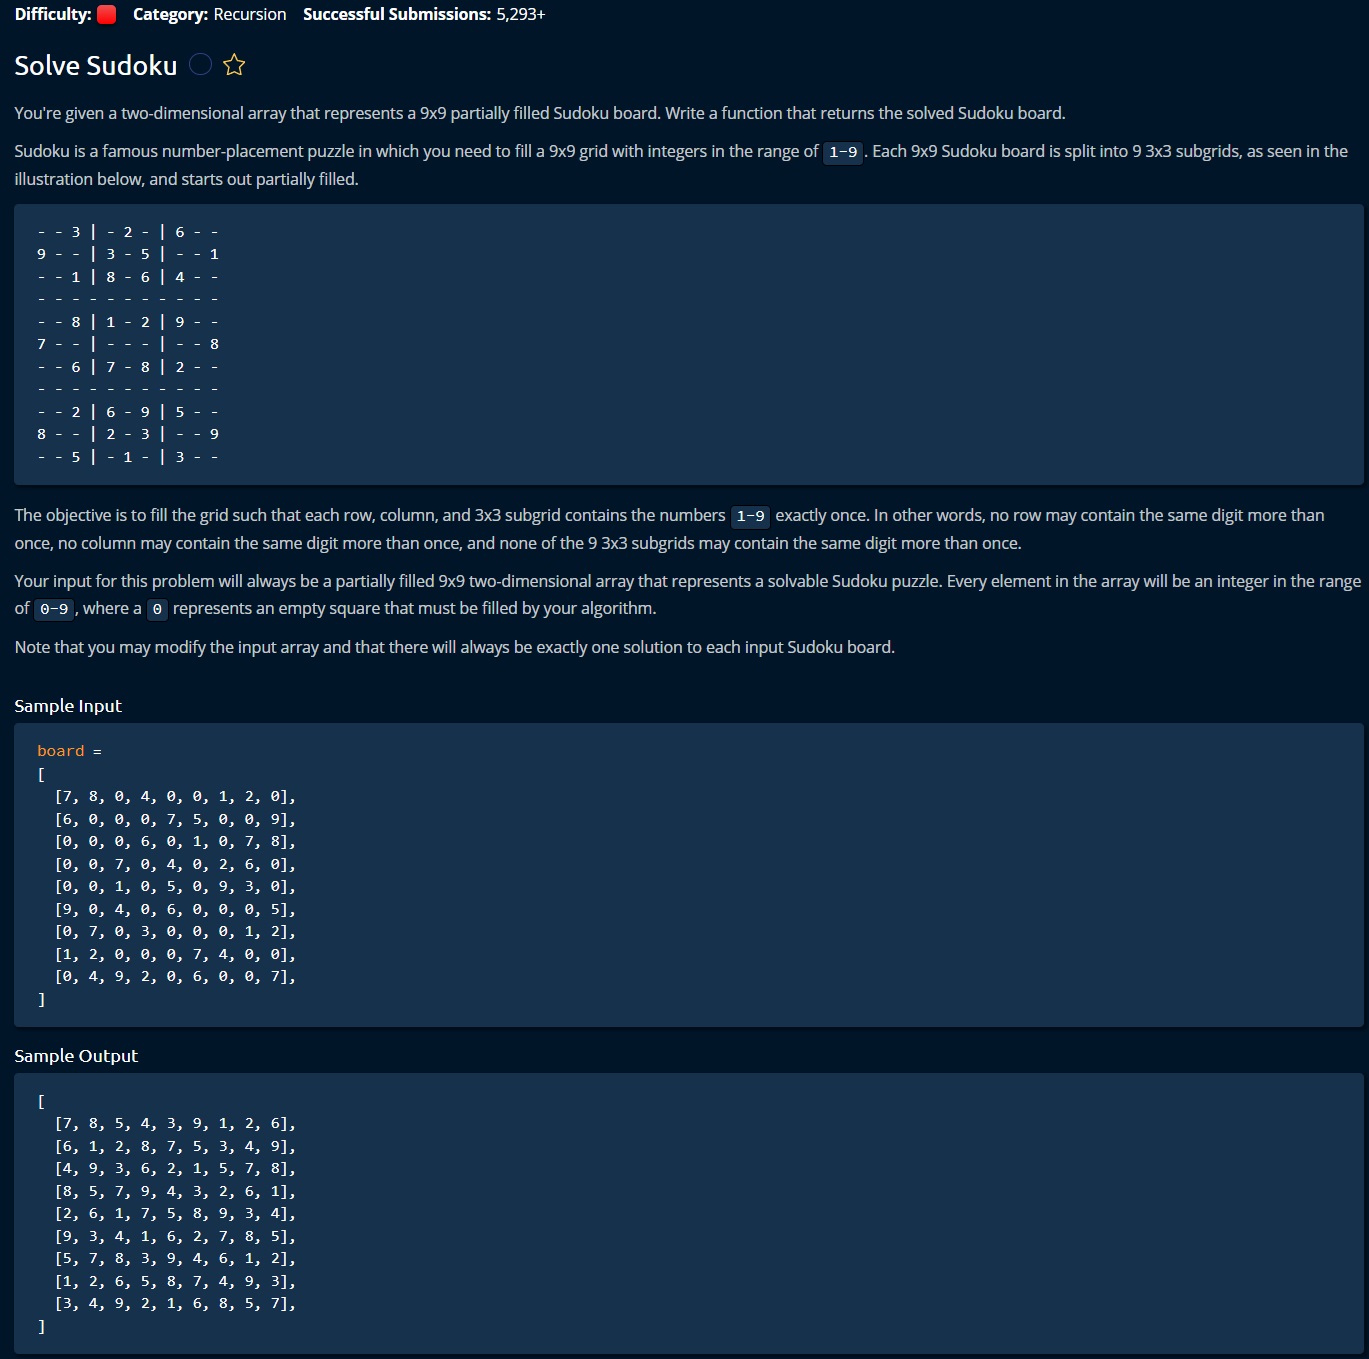 Difficulty: Category: Recursion Successful Submissions: 5,293+
Solve Sudoku
You're given a two-dimensional array that represents a 9x9 partially filled Sudoku board. Write a function that returns the solved Sudoku board.
Sudoku is a famous number-placement puzzle in which you need to fill a 9x9 grid with integers in the range of 1-9. Each 9x9 Sudoku board is split into 9 3x3 subgrids, as seen in the
illustration below, and starts out partially filled.
- - 3 | - 2 - | 6 - -
9 - - | 3 - 5 | - - 1
- - 1 | 8 - 6 | 4 - -
- - - - - - - - - - -
- - 8 | 1 - 2 | 9 - -
7 - - | - - - | - - 8
- - 6 | 7 - 8 | 2 - -
- - - - - - - - - - -
- - 2 | 6 - 9 | 5 - -
8 - - | 2 - 3 | - - 9
- - 5 | - 1 - | 3 - -
The objective is to fill the grid such that each row, column, and 3x3 subgrid contains the numbers 1-9 exactly once. In other words, no row may contain the same digit more than
once, no column may contain the same digit more than once, and none of the 9 3x3 subgrids may contain the same digit more than once.
Your input for this problem will always be a partially filled 9x9 two-dimensional array that represents a solvable Sudoku puzzle. Every element in the array will be an integer in the range
of 0-9, where a 0 represents an empty square that must be filled by your algorithm.
Note that you may modify the input array and that there will always be exactly one solution to each input Sudoku board.
Sample Input
board =
[
[7, 8, 0, 4, 0, 0, 1, 2, 0],
[6, 0, 0, 0, 7, 5, 0, 0, 9],
[0, 0, 0, 6, 0, 1, 0, 7, 8],
[0, 0, 7, 0, 4, 0, 2, 6, 0],
[0, 0, 1, 0, 5, 0, 9, 3, 0],
[9, 0, 4, 0, 6, 0, 0, 0, 5],
[0, 7, 0, 3, 0, 0, 0, 1, 2],
[1, 2, 0, 0, 0, 7, 4, 0, 0],
[0, 4, 9, 2, 0, 6, 0, 0, 7],
]
Sample Output
[
[7, 8, 5, 4, 3, 9, 1, 2, 6],
[6, 1, 2, 8, 7, 5, 3, 4, 9],
[4, 9, 3, 6, 2, 1, 5, 7, 8],
[8, 5, 7, 9, 4, 3, 2, 6, 1],
[2, 6, 1, 7, 5, 8, 9, 3, 4],
[9, 3, 4, 1, 6, 2, 7, 8, 5],
[5, 7, 8, 3, 9, 4, 6, 1, 2],
[1, 2, 6, 5, 8, 7, 4, 9, 3],
[3, 4, 9, 2, 1, 6, 8, 5, 7],
]